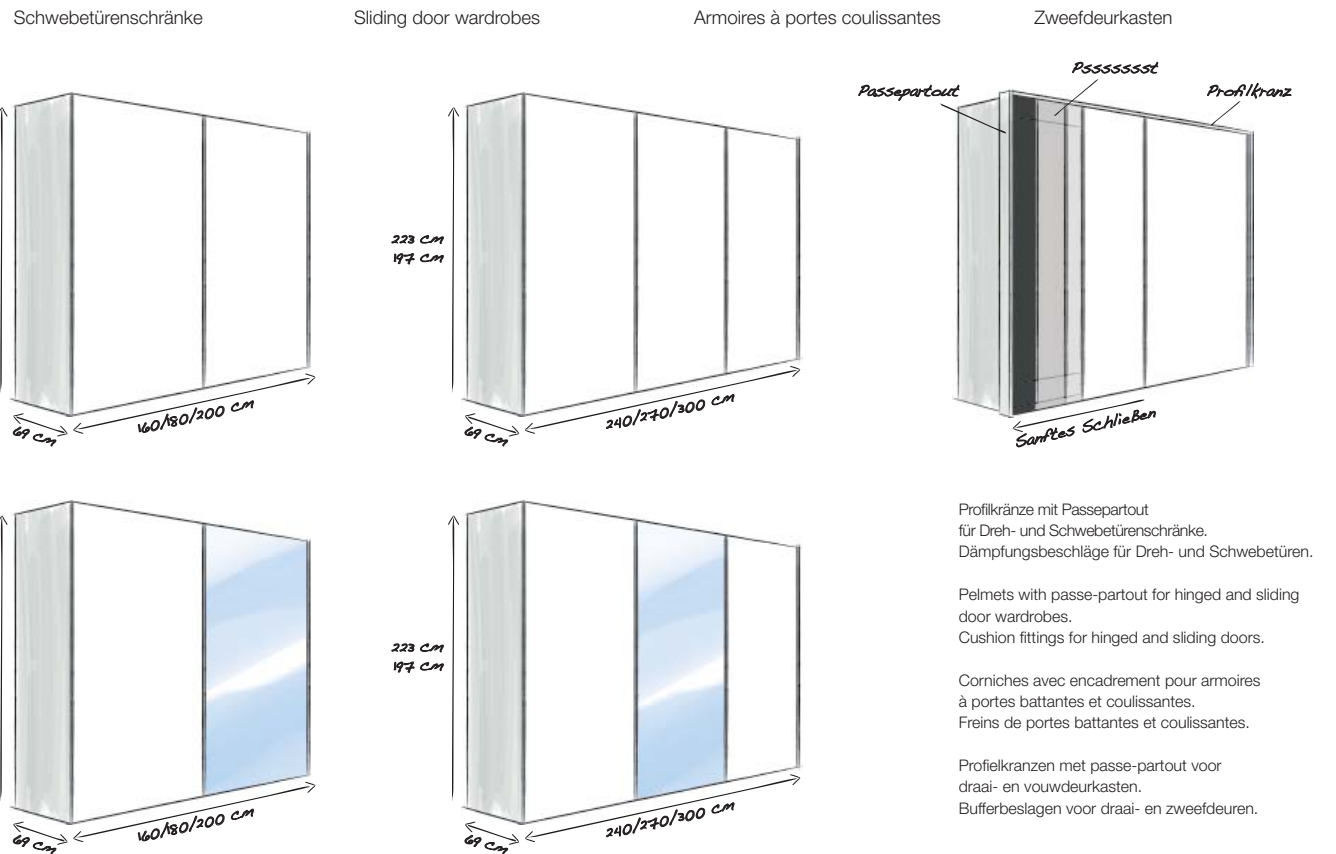 Schwebetürenschränke
Sliding door wardrobes
Armoires à portes coulissantes
Zweefdeurkasten
69 cm
160/180/200 cm
223 cm
197 cm
69 cm
240/270/300 cm
Passepartout
Psssssssst
Profilkranz
Sanftes Schließen
69 cm
160/180/200 cm
223 cm
197 cm
69 cm
240/270/300 cm
Profilkränze mit Passepartout
für Dreh- und Schwebetürenschränke.
Dämpfungsbeschläge für Dreh- und Schwebetüren.
Pelmets with passe-partout for hinged and sliding
door wardrobes.
Cushion fittings for hinged and sliding doors.
Corniches avec encadrement pour armoires
à portes battantes et coulissantes.
Freins de portes battantes et coulissantes.
Profielkranzen met passe-partout voor
draai- en vouwdeurkasten.
Bufferbeslagen voor draai- en zweefdeuren.